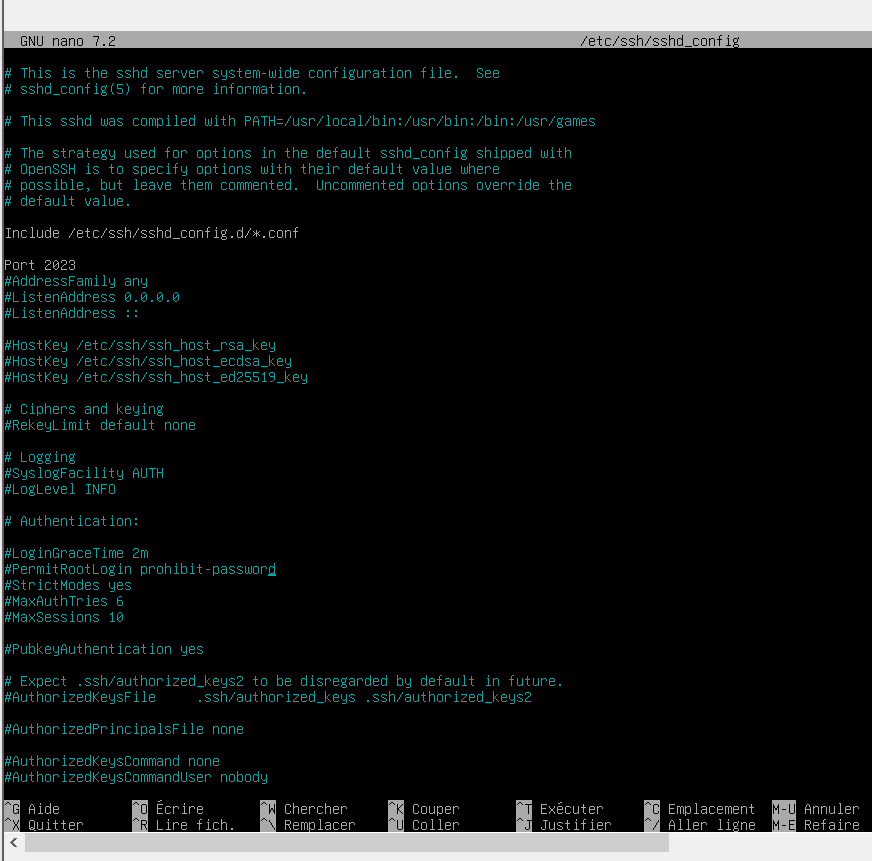 GNU nano 7.2 /etc/ssh/sshd_config
# This is the sshd server system-wide configuration file.  See
# sshd_config(5) for more information.
# This sshd was compiled with PATH=/usr/local/bin:/usr/bin:/bin:/usr/games
# The strategy used for options in the default sshd_config shipped with
# OpenSSH is to specify options with their default value where
# possible, but leave them commented.  Uncommented options override the
# default value.
Include /etc/ssh/sshd_config.d/*.conf
Port 2023
#AddressFamily any
#ListenAddress 0.0.0.0
#ListenAddress ::
#HostKey /etc/ssh/ssh_host_rsa_key
#HostKey /etc/ssh/ssh_host_ecdsa_key
#HostKey /etc/ssh/ssh_host_ed25519_key
# Ciphers and keying
#RekeyLimit default none
# Logging
#SyslogFacility AUTH
#LogLevel INFO
# Authentication:
#LoginGraceTime 2m
#PermitRootLogin prohibit-password
#StrictModes yes
#MaxAuthTries 6
#MaxSessions 10
#PubkeyAuthentication yes
# Expect .ssh/authorized_keys2 to be disregarded by default in future.
#AuthorizedKeysFile     .ssh/authorized_keys .ssh/authorized_keys2
#AuthorizedPrincipalsFile none
#AuthorizedKeysCommand none
#AuthorizedKeysCommandUser nobody
^G Aide ^O Écrire ^W Chercher ^K Couper ^T Exécuter ^C Emplacement M-U Annuler
^X Quitter ^R Lire fich. ^\ Remplacer ^U Coller ^J Justifier ^/ Aller ligne M-E Refaire